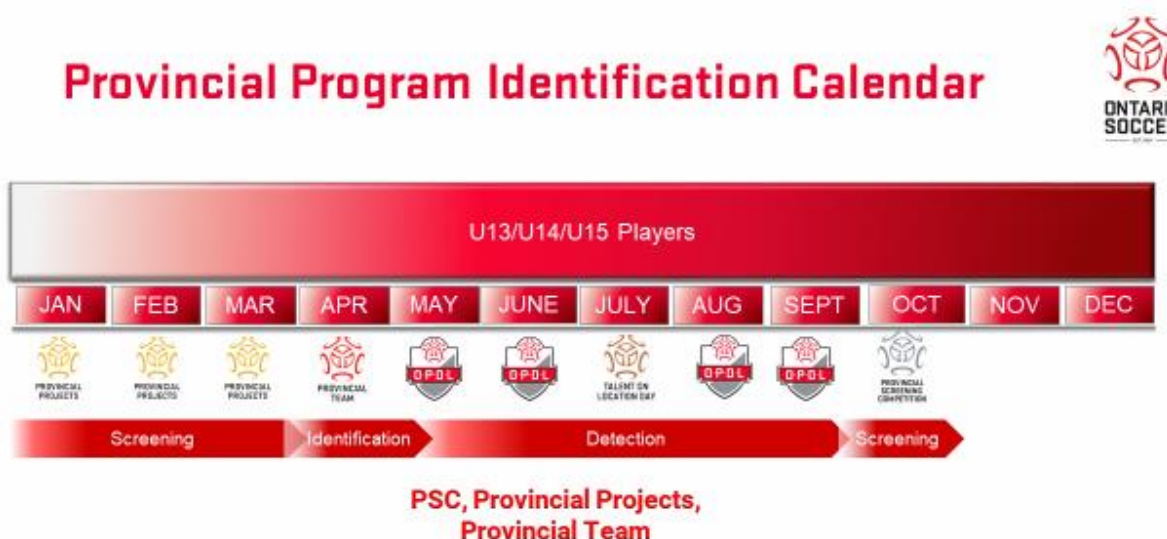 Provincial Program Identification Calendar
ONTARIO
SOCCER
U13/U14/U15 Players
JAN FEB MAR APR MAY JUNE JULY AUG SEPT OCT NOV DEC
PROVINCIAL PROJECTS
PROVINCIAL PROJECTS
PROVINCIAL PROJECTS
PROVINCIAL TEAM
OPDL
OPDL
TALENT ON LOCATION DAY
OPDL
OPDL
PROVINCIAL SCREENING COMPETITION
Screening Identification Detection Screening
PSC, Provincial Projects,
Provincial Team